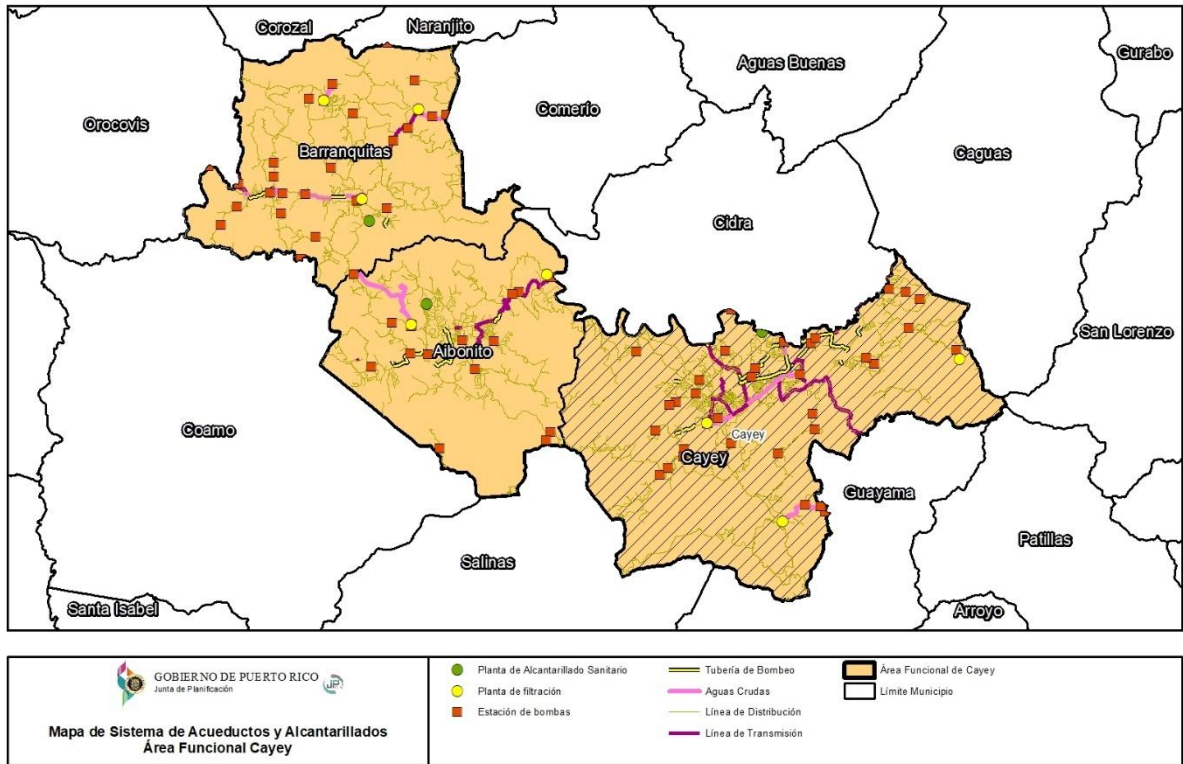 Corozal
Naranjito
Gurabo
Aguas Buenas
Comerío
Orocovis
Barranquitas
Caguas
Cidra
San Lorenzo
Aibonito
Coamo
Cayey
Cayey
Guayama
Patillas
Salinas
Santa Isabel
Arroyo
GOBIERNO DE PUERTO RICO
Junta de Planificación
JP
Mapa de Sistema de Acueductos y Alcantarillados
Área Funcional Cayey
Planta de Alcantarillado Sanitario
Planta de filtración
Estación de bombas
Tubería de Bombeo
Aguas Crudas
Línea de Distribución
Línea de Transmisión
Área Funcional de Cayey
Límite Municipio